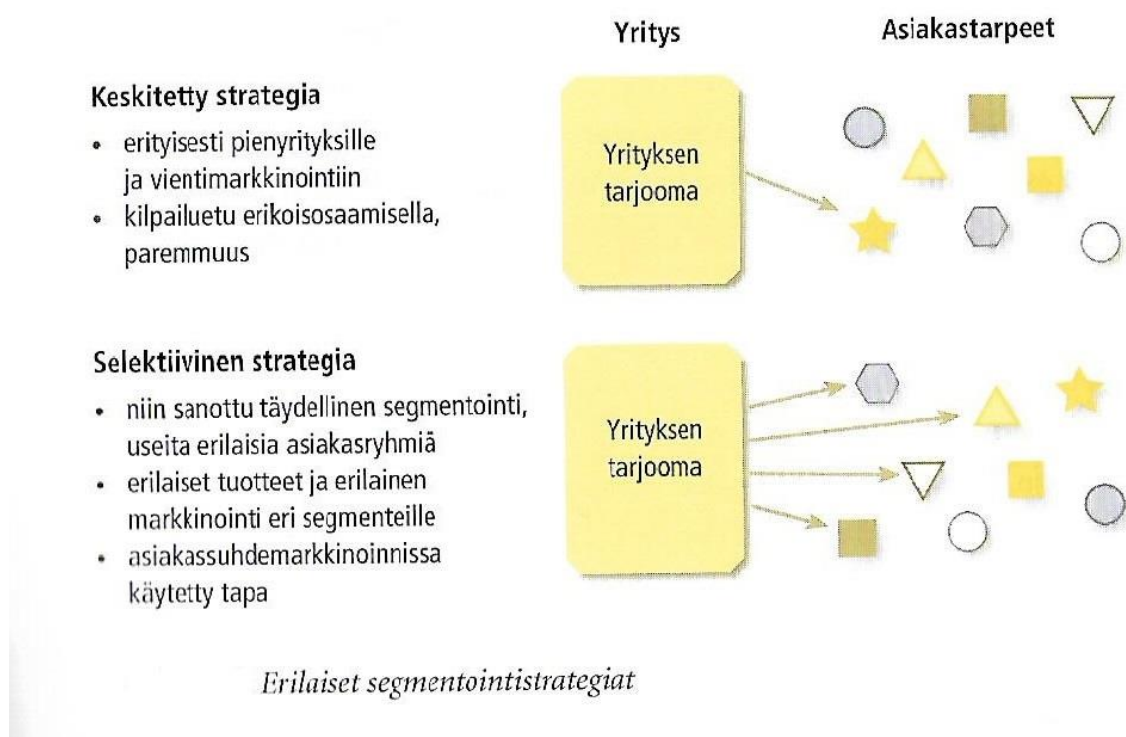 Yritys
Asiakastarpeet
Keskitetty strategia
• erityisesti pienyrityksille
ja vientimarkkinointiin
• kilpailuetu erikoisosaamisella,
paremmuus
Yrityksen
tarjooma
Selektiivinen strategia
• niin sanottu täydellinen segmentointi,
useita erilaisia asiakasryhmiä
• erilaiset tuotteet ja erilainen
markkinointi eri segmenteille
• asiakassuhdemarkkinoinnissa
käytetty tapa
Yrityksen
tarjooma
Erilaiset segmentointistrategiat